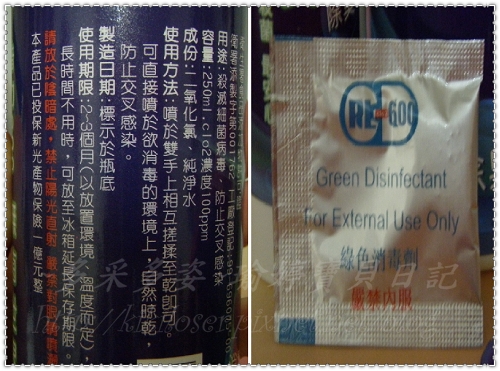 用途：殺滅細菌病毒、防止交叉感染
容量：250ml．clo2濃度100ppm
成份：二氧化氯、純淨水
使用方法：噴於雙手上相互搓揉至乾即可。
可直接噴於欲消毒的環境上，自然晾乾，
防止交叉感染。
製造日期：標示於瓶底
使用期限：2~3個月(以放置環境、溫度而定)，
長時間不用時，可放至冰箱延長保存期限。
請放於陰暗處，禁止陽光直射
本產品已投保新光產物保險一億元整
RE 600
Green Disinfectant
For External Use Only
綠色消毒劑
嚴禁內服